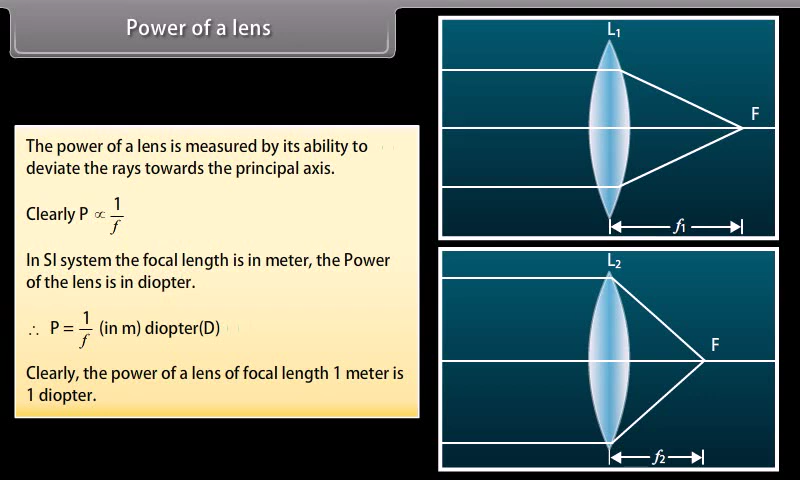 Power of a lens
The power of a lens is measured by its ability to
deviate the rays towards the principal axis.
Clearly P ∝ 1/f
In SI system the focal length is in meter, the Power
of the lens is in diopter.
∴ P = 1/f (in m) diopter(D)
Clearly, the power of a lens of focal length 1 meter is
1 diopter.
L₁
F
f₁
L₂
F
f₂